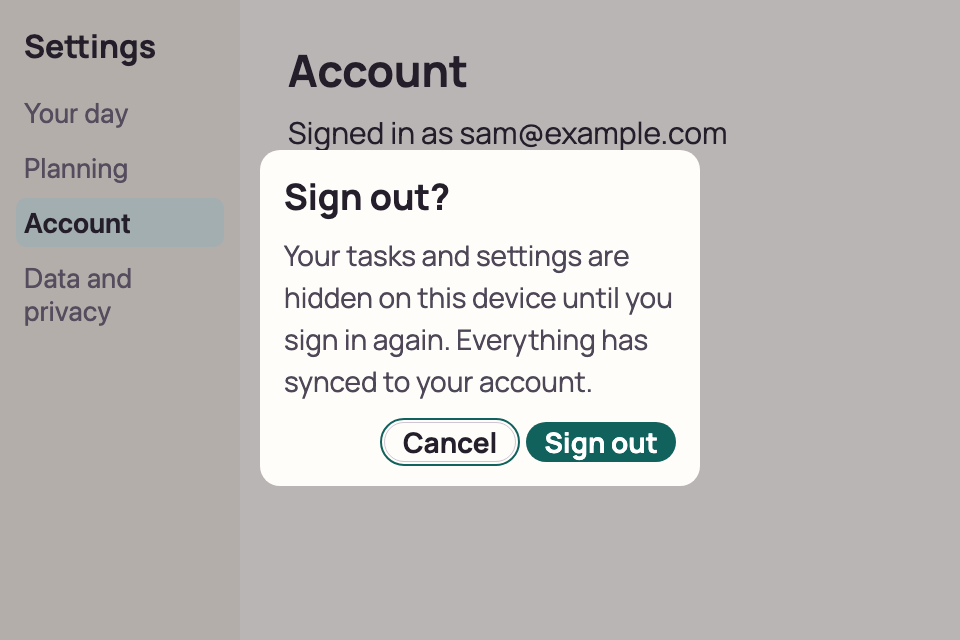 Settings
Your day
Planning
Account
Data and
privacy
Account
Signed in as sam@example.com
Sign out?
Your tasks and settings are
hidden on this device until you
sign in again. Everything has
synced to your account.
Cancel
Sign out